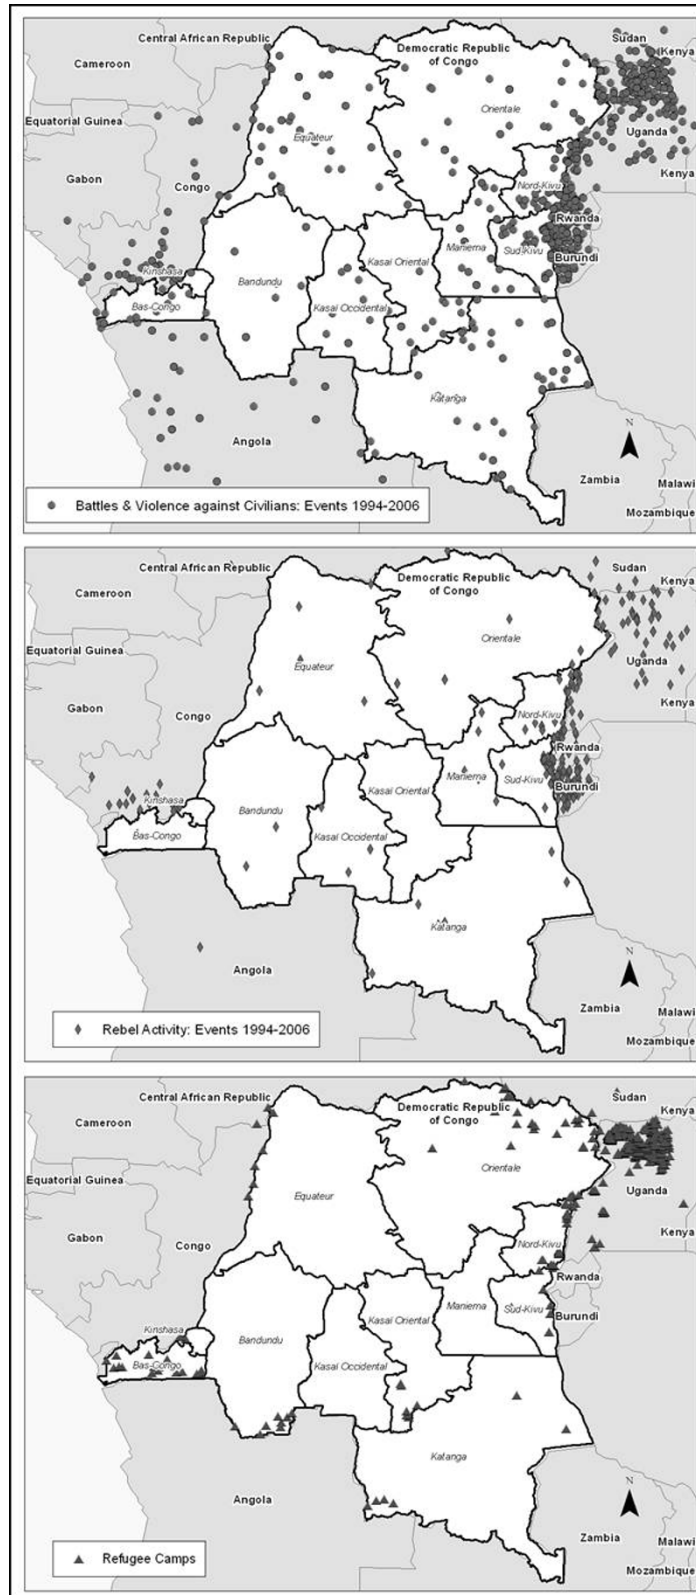 Central African Republic
Sudan
Kenya
Cameroon
Democratic Republic
of Congo
Orientale
Equatorial Guinea
Equateur
Uganda
Gabon
Congo
Nord-Kivu
Kenya
Rwanda
Kinshasa
Maniema
Sud-Kivu
Kasai Oriental
Burundi
Bandundu
Bas-Congo
Kasai Occidental
Katanga
Angola
N
Zambia
Malawi
Battles & Violence against Civilians: Events 1994-2006
Mozambique
Central African Republic
Sudan
Kenya
Cameroon
Democratic Republic
of Congo
Orientale
Equatorial Guinea
Equateur
Uganda
Gabon
Congo
Nord-Kivu
Kenya
Rwanda
Kinshasa
Maniema
Sud-Kivu
Kasai Oriental
Burundi
Bandundu
Bas-Congo
Kasai Occidental
Katanga
Angola
N
Zambia
Malawi
Rebel Activity: Events 1994-2006
Mozambique
Central African Republic
Sudan
Kenya
Cameroon
Democratic Republic
of Congo
Orientale
Equatorial Guinea
Equateur
Uganda
Gabon
Congo
Nord-Kivu
Kenya
Rwanda
Kinshasa
Maniema
Sud-Kivu
Kasai Oriental
Burundi
Bandundu
Bas-Congo
Kasai Occidental
Katanga
Angola
N
Zambia
Malawi
Refugee Camps
Mozambique